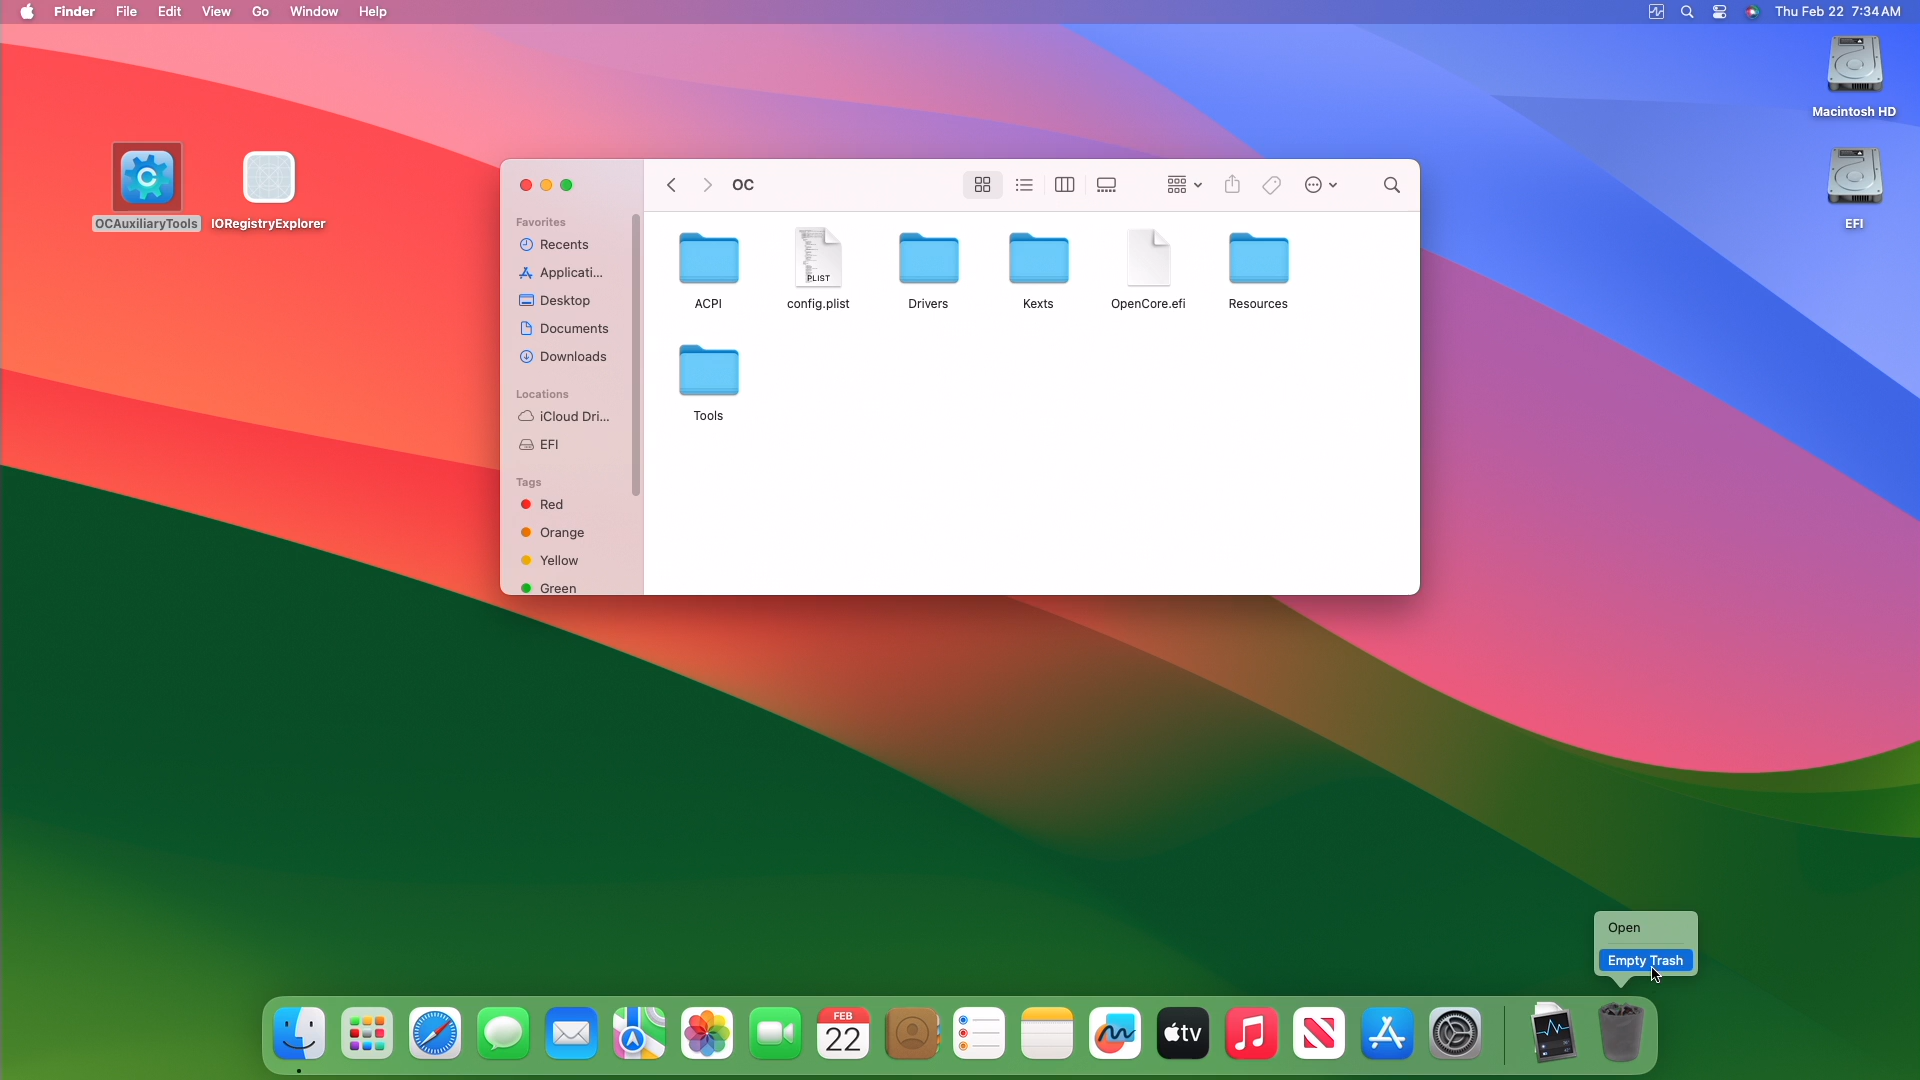 Finder File Edit View Go Window Help
Thu Feb 22 7:34 AM
Macintosh HD
EFI
OCAuxiliaryTools
IORegistryExplorer
OC
Favorites
Recents
Applicati...
Desktop
Documents
Downloads
Locations
iCloud Dri...
EFI
Tags
Red
Orange
Yellow
Green
PLIST
ACPI config.plist Drivers Kexts OpenCore.efi Resources
Tools
Open
Empty Trash
FEB
22
tv